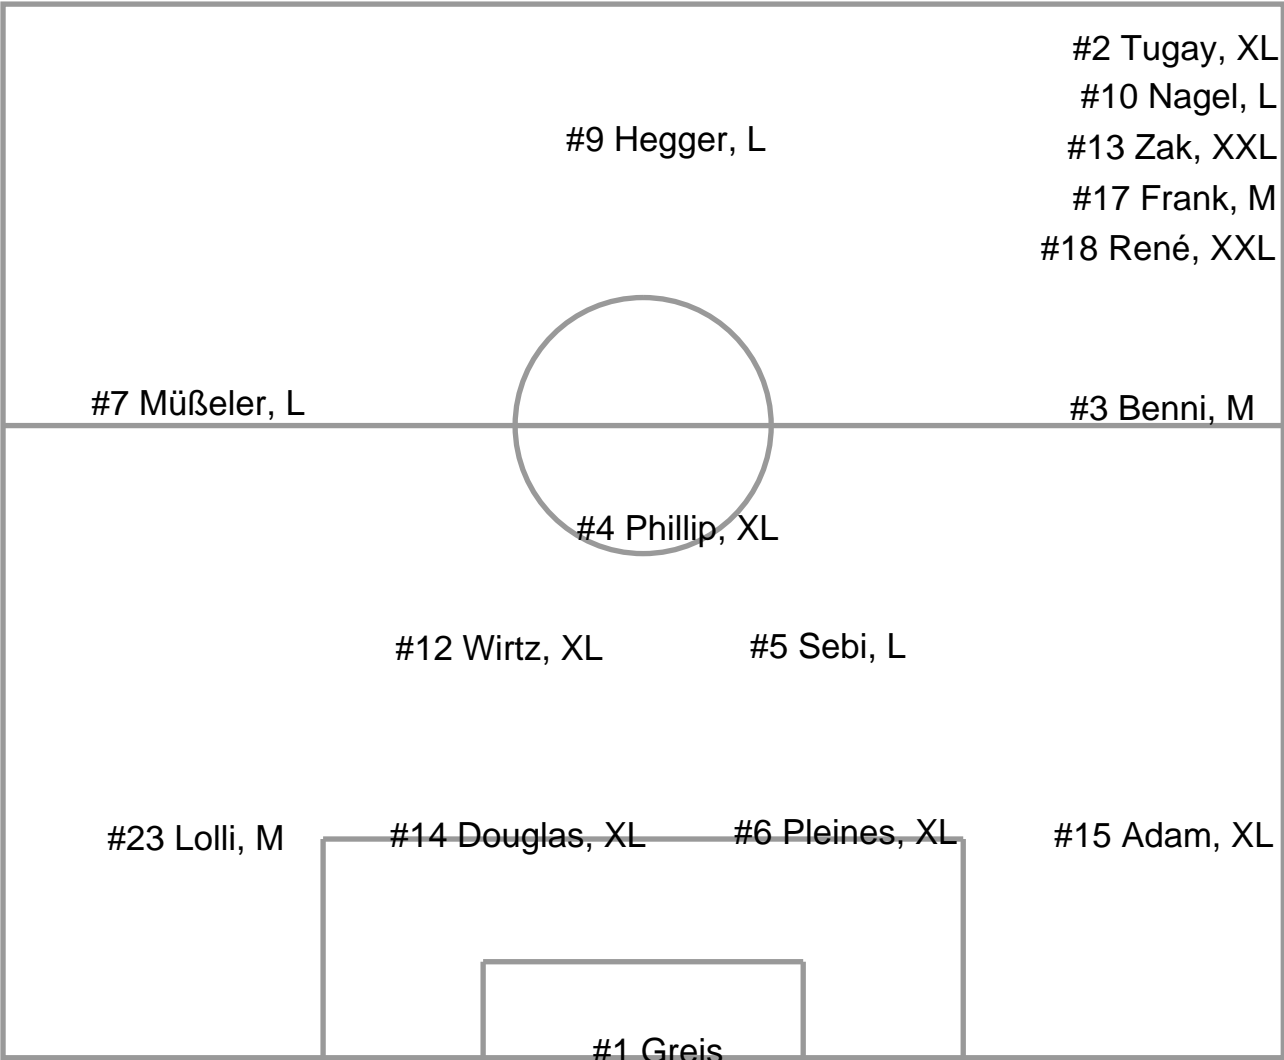 #2 Tugay, XL
#10 Nagel, L
#9 Hegger, L
#13 Zak, XXL
#17 Frank, M
#18 René, XXL
#7 Müßeler, L
#3 Benni, M
#4 Phillip, XL
#12 Wirtz, XL
#5 Sebi, L
#23 Lolli, M
#14 Douglas, XL
#6 Pleines, XL
#15 Adam, XL
#1 Greis